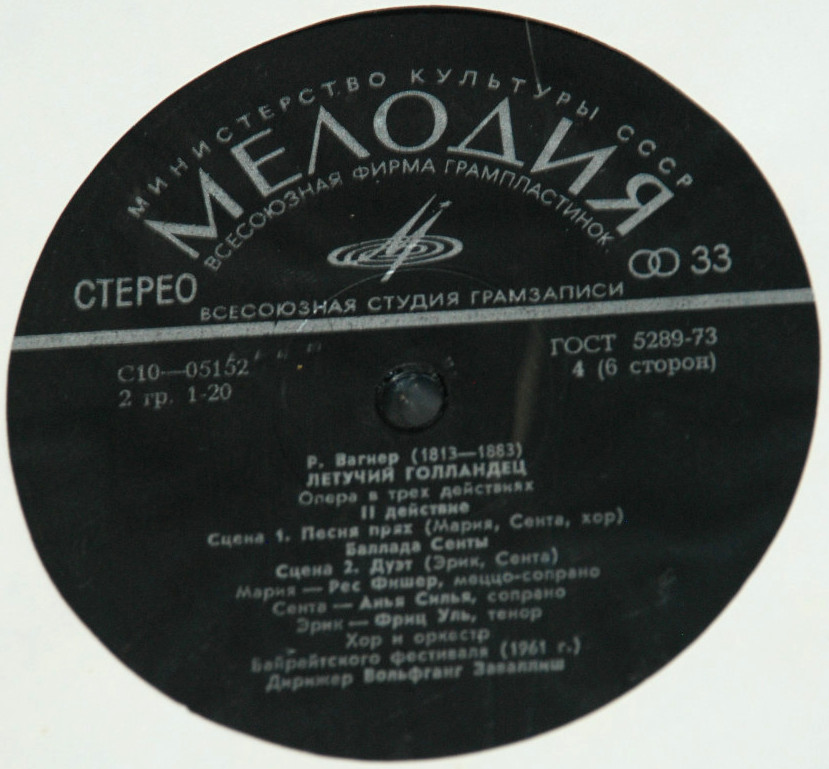 МИНИСТЕРСТВО КУЛЬТУРЫ СССР
МЕЛОДИЯ
ВСЕСОЮЗНАЯ ФИРМА ГРАМПЛАСТИНОК
СТЕРЕО
33
ВСЕСОЮЗНАЯ СТУДИЯ ГРАМЗАПИСИ
С10—05152
ГОСТ 5289-73
2 гр. 1-20
4 (6 сторон)
Р. Вагнер (1813—1883)
ЛЕТУЧИЙ ГОЛЛАНДЕЦ
Опера в трех действиях
II действие
Сцена 1. Песня прях (Мария, Сента, хор)
Баллада Сенты
Сцена 2. Дуэт (Эрик, Сента)
Мария — Рес Фишер, меццо-сопрано
Сента — Анья Силья, сопрано
Эрик — Фриц Уль, тенор
Хор и оркестр
Байрейтского фестиваля (1961 г.)
Дирижер Вольфганг Заваллиш